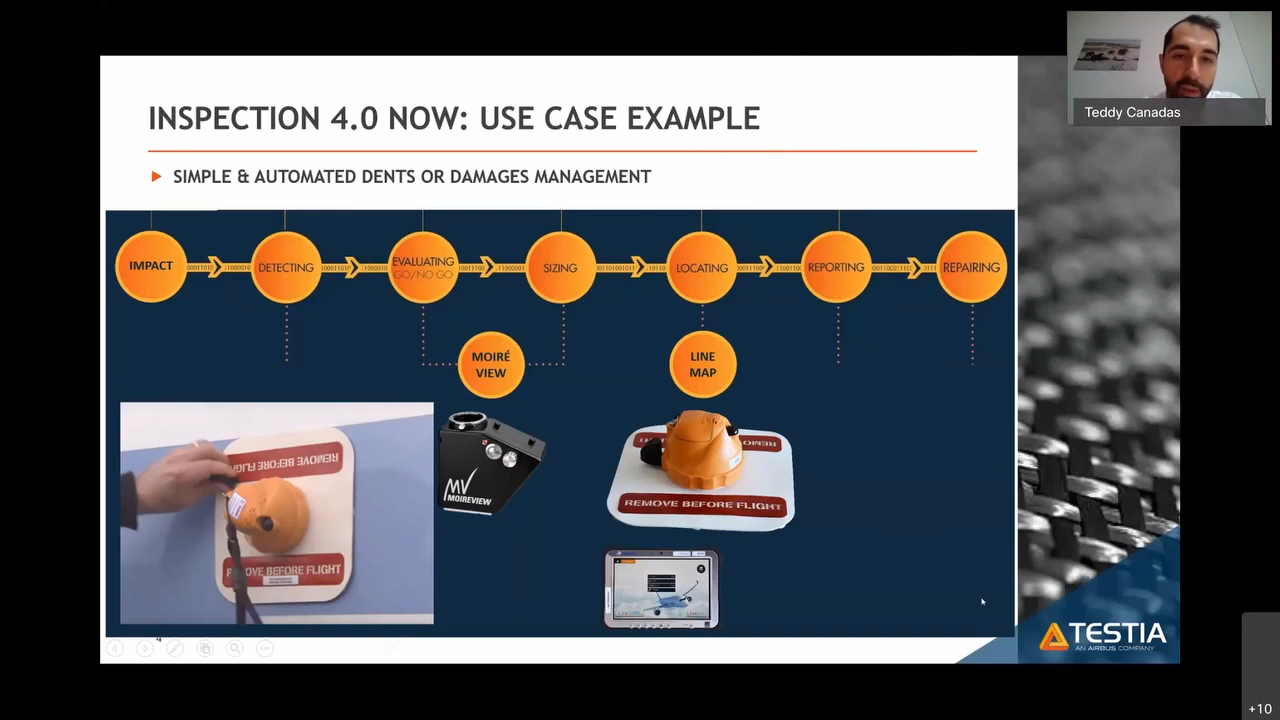 Teddy Canadas
INSPECTION 4.0 NOW: USE CASE EXAMPLE
SIMPLE & AUTOMATED DENTS OR DAMAGES MANAGEMENT
IMPACT
DETECTING
EVALUATING
GO/NO GO
SIZING
LOCATING
REPORTING
REPAIRING
MOIRÉ
VIEW
LINE
MAP
REMOVE BEFORE FLIGHT
REMOVE BEFORE FLIGHT
MV
MOIREVIEW
REMOVE BEFORE FLIGHT
4
TESTIA
AN AIRBUS COMPANY
+10